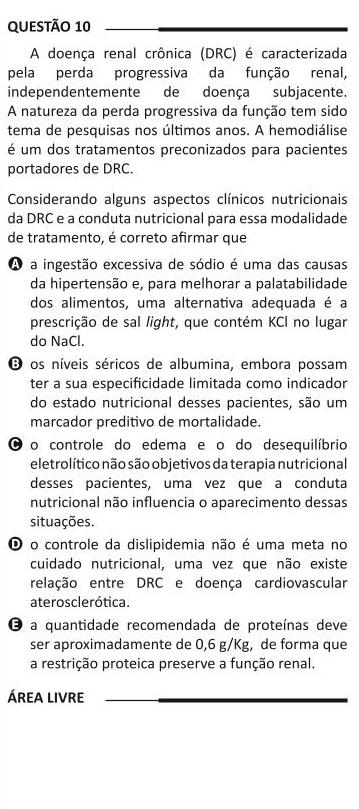 QUESTÃO 10
A doença renal crônica (DRC) é caracterizada
pela perda progressiva da função renal,
independentemente de doença subjacente.
A natureza da perda progressiva da função tem sido
tema de pesquisas nos últimos anos. A hemodiálise
é um dos tratamentos preconizados para pacientes
portadores de DRC.
Considerando alguns aspectos clínicos nutricionais
da DRC e a conduta nutricional para essa modalidade
de tratamento, é correto afirmar que
A a ingestão excessiva de sódio é uma das causas
da hipertensão e, para melhorar a palatabilidade
dos alimentos, uma alternativa adequada é a
prescrição de sal light, que contém KCl no lugar
do NaCl.
B os níveis séricos de albumina, embora possam
ter a sua especificidade limitada como indicador
do estado nutricional desses pacientes, são um
marcador preditivo de mortalidade.
C o controle do edema e o do desequilíbrio
eletrolítico não são objetivos da terapia nutricional
desses pacientes, uma vez que a conduta
nutricional não influencia o aparecimento dessas
situações.
D o controle da dislipidemia não é uma meta no
cuidado nutricional, uma vez que não existe
relação entre DRC e doença cardiovascular
aterosclerótica.
E a quantidade recomendada de proteínas deve
ser aproximadamente de 0,6 g/Kg, de forma que
a restrição proteica preserve a função renal.
ÁREA LIVRE